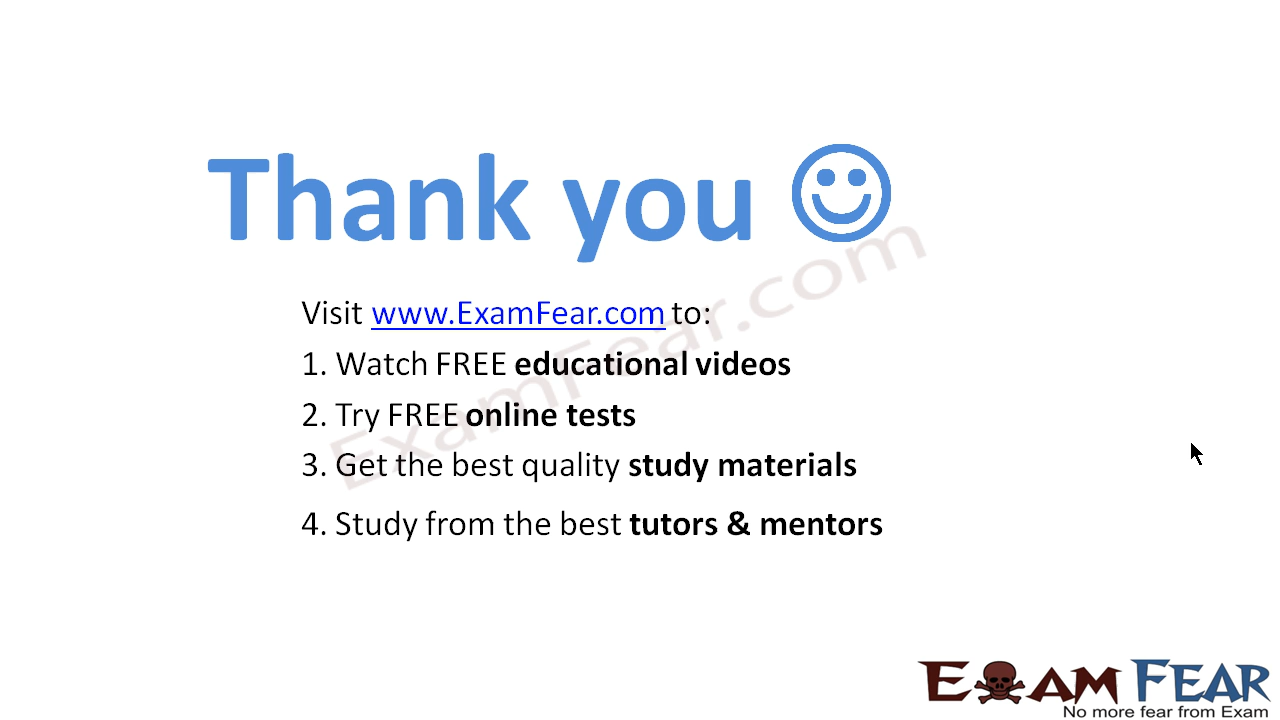 Thank you
Visit www.ExamFear.com to:
1. Watch FREE educational videos
2. Try FREE online tests
3. Get the best quality study materials
4. Study from the best tutors & mentors
ExamFear.com
EXAM FEAR
No more fear from Exam